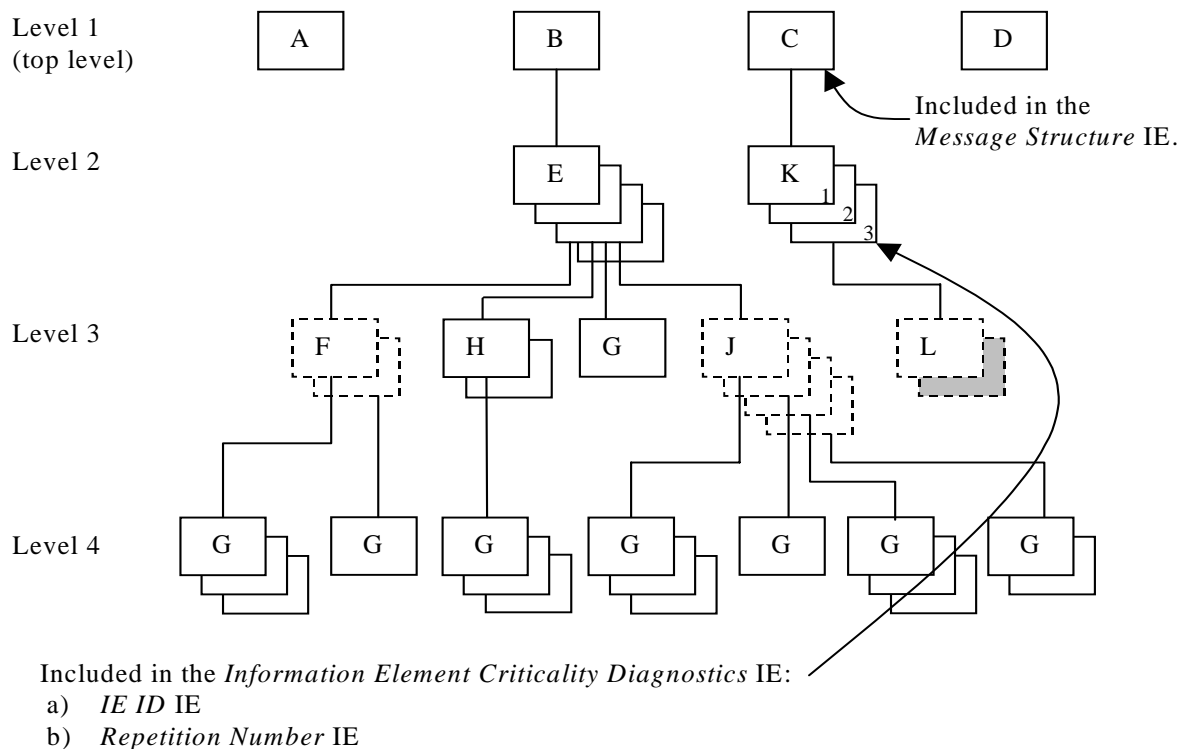 Level 1
(top level)
A
B
C
D
Included in the
Message Structure IE.
Level 2
E
K
1
2
3
Level 3
F
H
G
J
L
Level 4
G
G
G
G
G
G
G
Included in the Information Element Criticality Diagnostics IE:
a) IE ID IE
b) Repetition Number IE